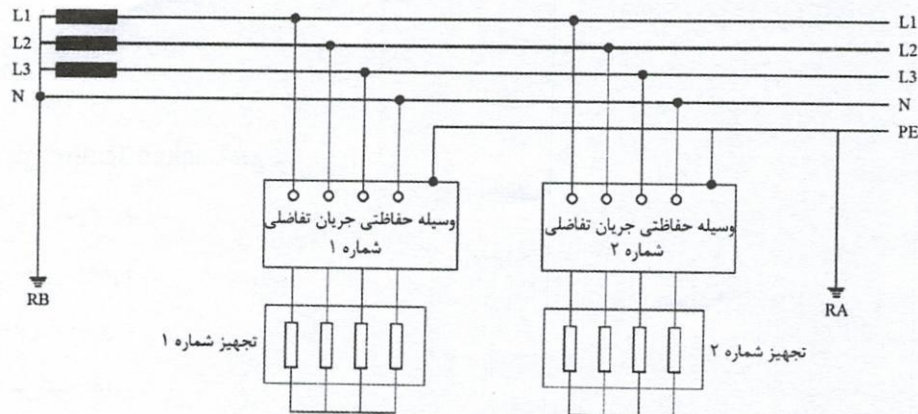 L1 L1
L2 L2
L3 L3
N N
PE
وسیله حفاظتی جریان تفاضلی
شماره ۱
وسیله حفاظتی جریان تفاضلی
شماره ۲
RB
RA
تجهیز شماره ۱
تجهیز شماره ۲